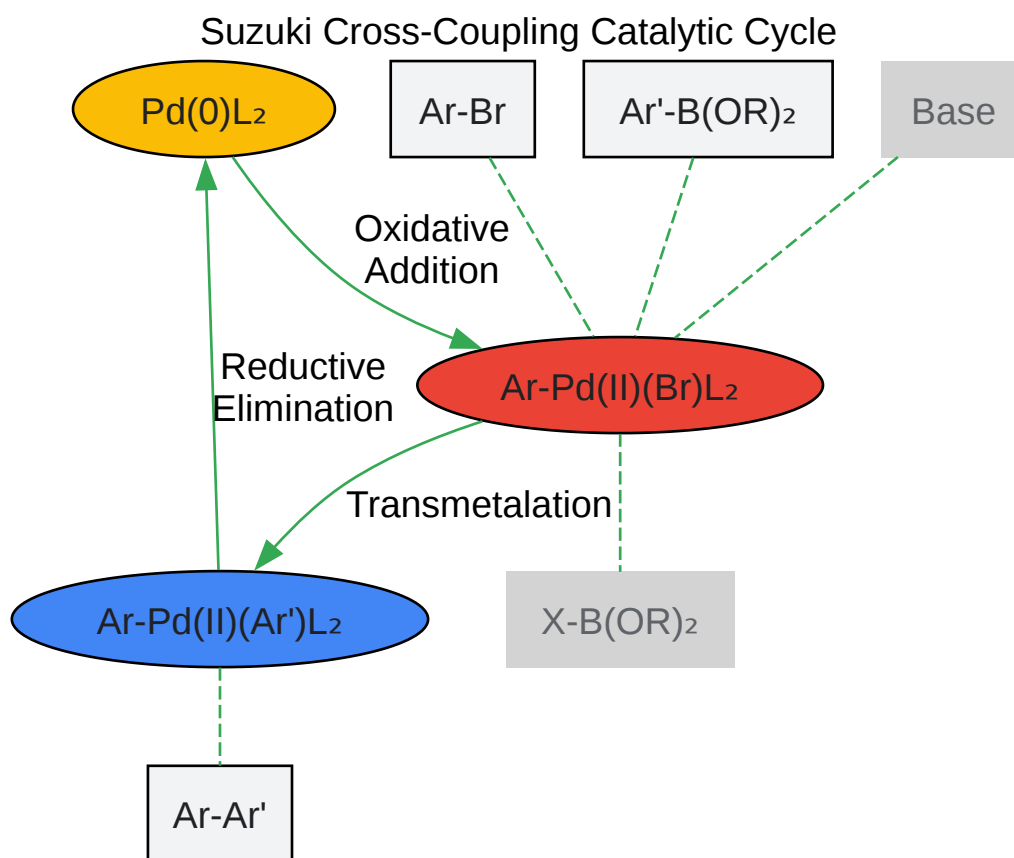 Suzuki Cross-Coupling Catalytic Cycle
Pd(0)L₂
Ar-Br
Ar'-B(OR)₂
Base
Oxidative
Addition
Reductive
Elimination
Ar-Pd(II)(Br)L₂
Transmetalation
Ar-Pd(II)(Ar')L₂
X-B(OR)₂
Ar-Ar'